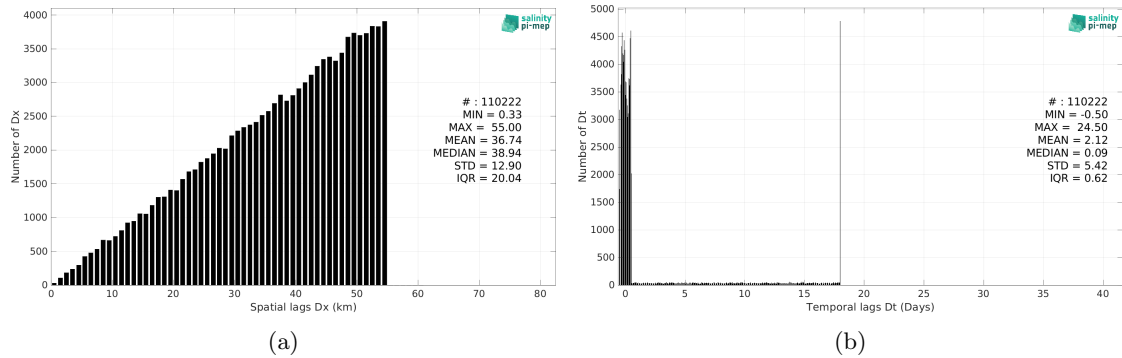 4000
3500
3000
2500
2000
1500
1000
500
0
Number of Dx
0 10 20 30 40 50 60 70 80
Spatial lags Dx (km)
salinity
pi-mep
# : 110222
MIN = 0.33
MAX = 55.00
MEAN = 36.74
MEDIAN = 38.94
STD = 12.90
IQR = 20.04
(a)
5000
4500
4000
3500
3000
2500
2000
1500
1000
500
0
Number of Dt
0 5 10 15 20 25 30 35 40
Temporal lags Dt (Days)
salinity
pi-mep
# : 110222
MIN = -0.50
MAX = 24.50
MEAN = 2.12
MEDIAN = 0.09
STD = 5.42
IQR = 0.62
(b)